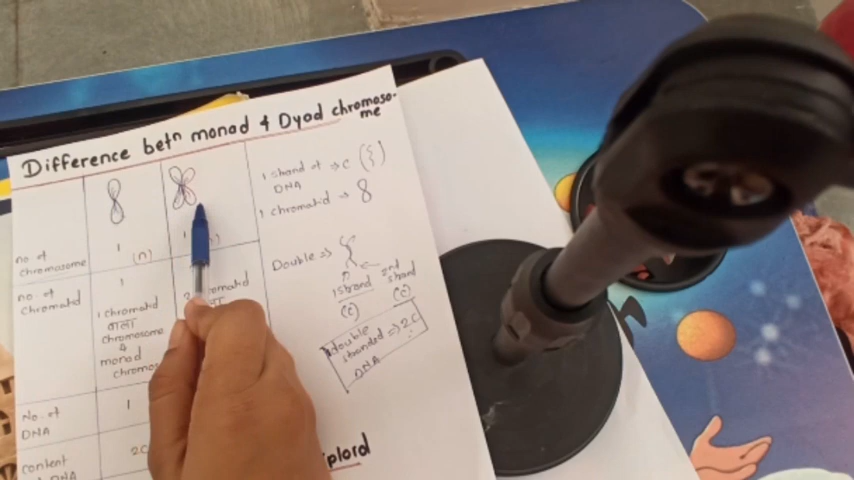 Difference betⁿ monad & Dyad chromoso-
me
no of
chromosome
1
(n)
1
no of
chromatid
1
1 chromatid
वाला
chromosome
monad
No. of
DNA
1
content
DNA
2C
1 strand of → C ({})
DNA
1 chromatid → 8
Double ⇒
1 strand
(C)
2nd
strand
(C)
double
stranded ⇒ 2C
DNA